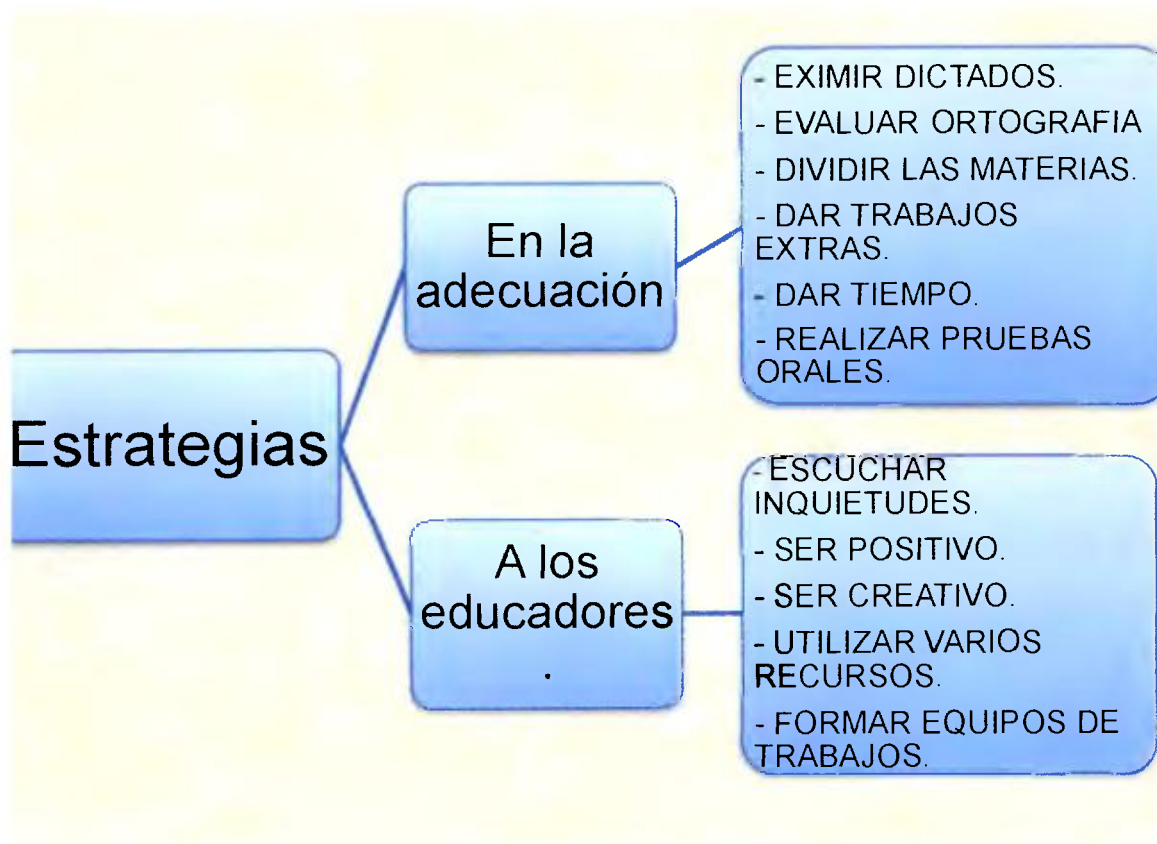 Estrategias
En la
adecuación
- EXIMIR DICTADOS.
- EVALUAR ORTOGRAFIA
- DIVIDIR LAS MATERIAS.
- DAR TRABAJOS
EXTRAS.
- DAR TIEMPO.
- REALIZAR PRUEBAS
ORALES.
A los
educadores
.
- ESCUCHAR
INQUIETUDES.
- SER POSITIVO.
- SER CREATIVO.
- UTILIZAR VARIOS
RECURSOS.
- FORMAR EQUIPOS DE
TRABAJOS.